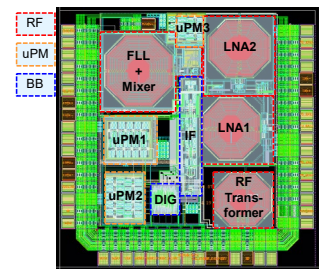 RF
uPM
BB
uPM3
LNA2
FLL
+
Mixer
IF
uPM1
LNA1
uPM2
DIG
RF
Trans-
former